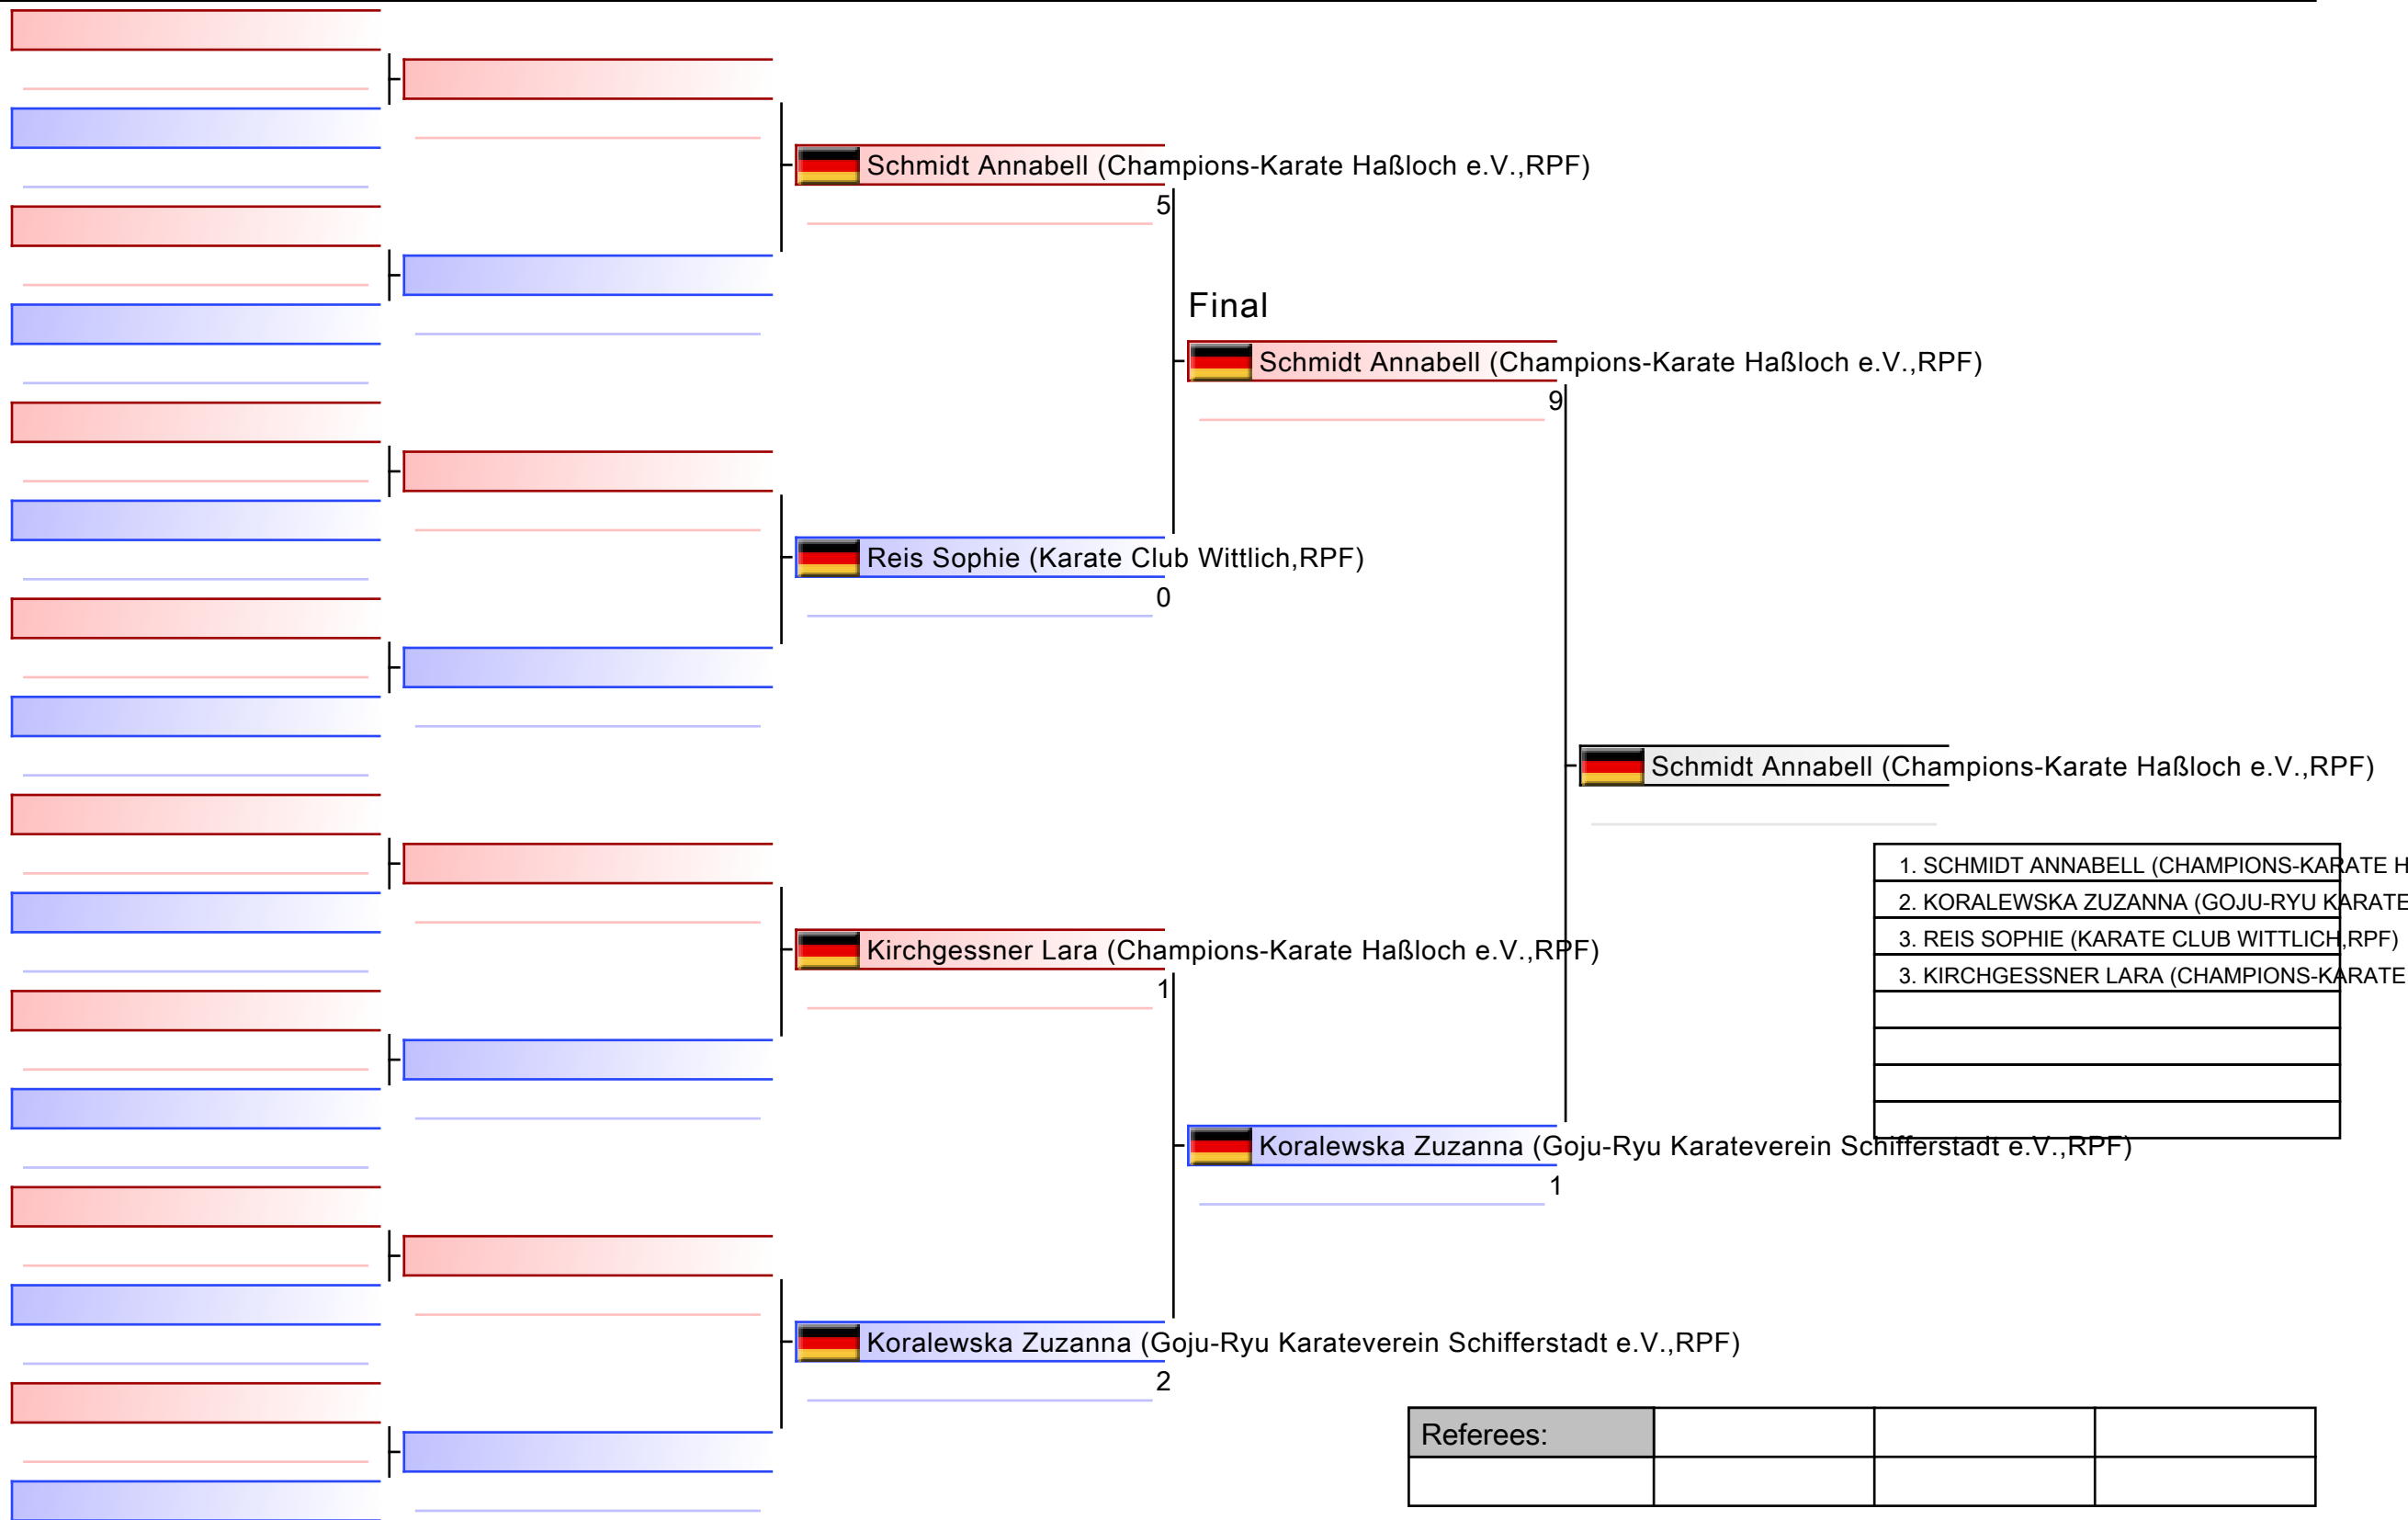 Schmidt Annabell (Champions-Karate Haßloch e.V.,RPF)
5
Final
Schmidt Annabell (Champions-Karate Haßloch e.V.,RPF)
9
Reis Sophie (Karate Club Wittlich,RPF)
0
Schmidt Annabell (Champions-Karate Haßloch e.V.,RPF)
1. SCHMIDT ANNABELL (CHAMPIONS-KARATE H
2. KORALEWSKA ZUZANNA (GOJU-RYU KARATE
3. REIS SOPHIE (KARATE CLUB WITTLICH,RPF)
3. KIRCHGESSNER LARA (CHAMPIONS-KARATE
Kirchgessner Lara (Champions-Karate Haßloch e.V.,RPF)
1
Koralewska Zuzanna (Goju-Ryu Karateverein Schifferstadt e.V.,RPF)
1
Koralewska Zuzanna (Goju-Ryu Karateverein Schifferstadt e.V.,RPF)
2
Referees: